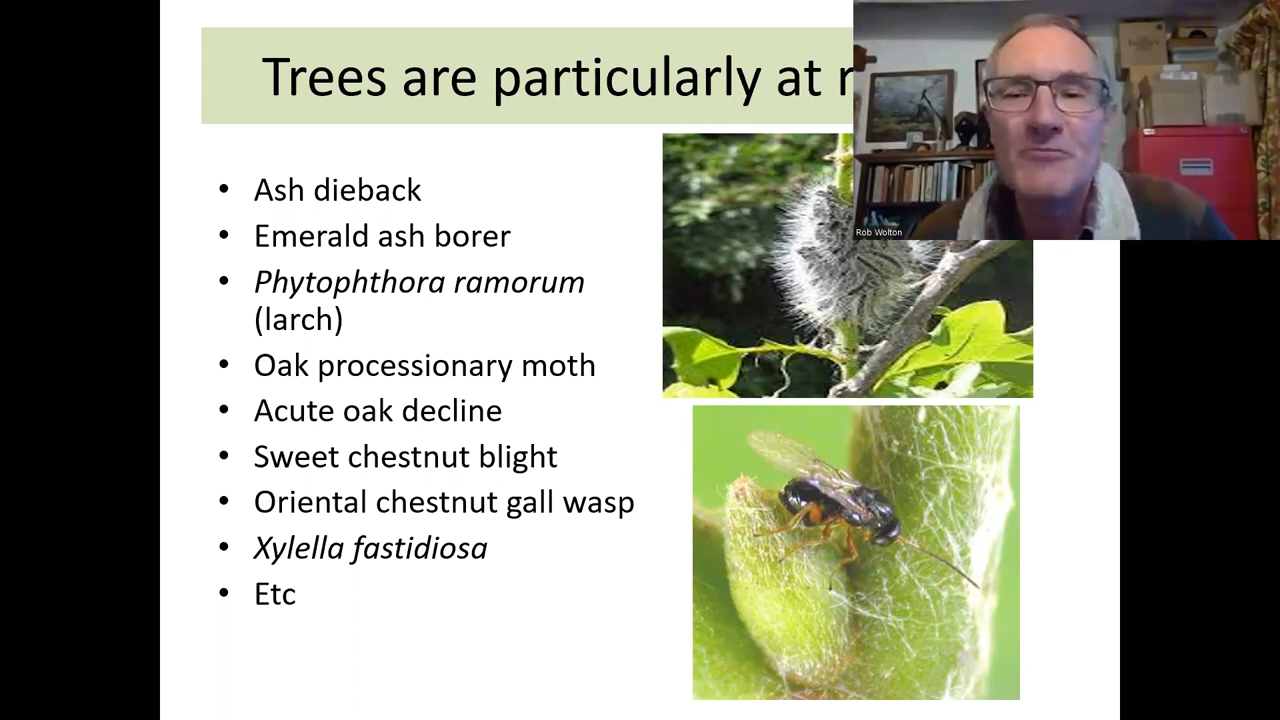 Trees are particularly at
Rob Wolton
• Ash dieback
• Emerald ash borer
• Phytophthora ramorum
(larch)
• Oak processionary moth
• Acute oak decline
• Sweet chestnut blight
• Oriental chestnut gall wasp
• Xylella fastidiosa
• Etc